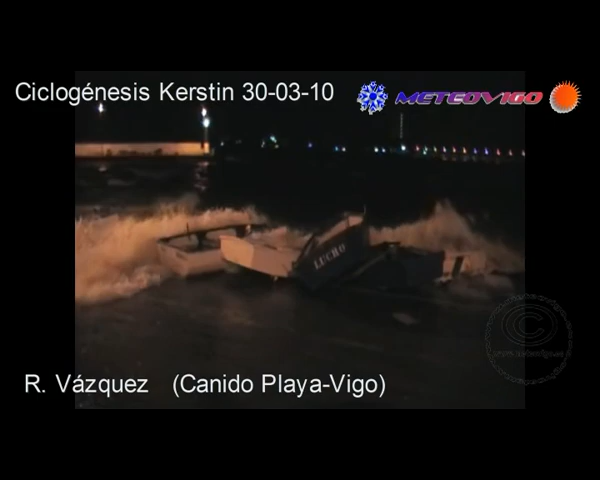 Ciclogénesis Kerstin 30-03-10
METEOVIGO
LUCHO
R. Vázquez (Canido Playa-Vigo)